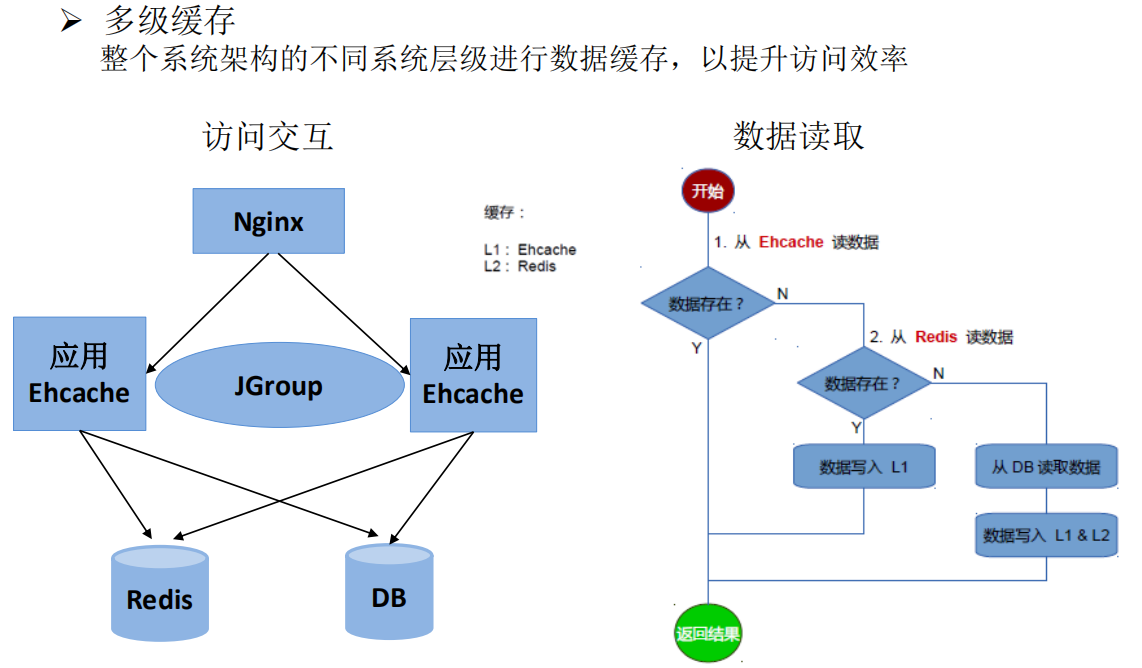 ➢ 多级缓存
整个系统架构的不同系统层级进行数据缓存，以提升访问效率
访问交互
Nginx
应用
Ehcache
JGroup
应用
Ehcache
Redis
DB
缓存：
L1： Ehcache
L2： Redis
数据读取
开始
1. 从 Ehcache 读数据
数据存在？
N
Y
2. 从 Redis 读数据
数据存在？
N
Y
数据写入 L1
从 DB 读取数据
数据写入 L1 & L2
返回结果